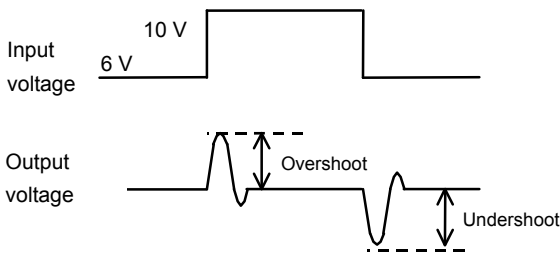 10 V
Input
6 V
voltage
Output
Overshoot
voltage
Undershoot